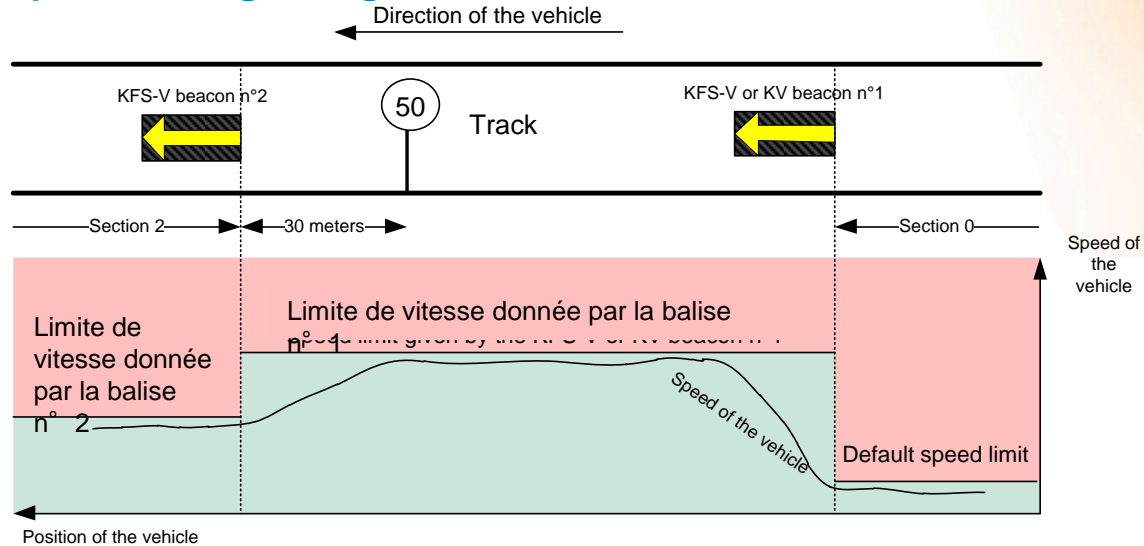 Direction of the vehicle
KFS-V beacon n°2
50
Track
KFS-V or KV beacon n°1
Section 2
30 meters
Section 0
Speed of
the
vehicle
Limite de
vitesse donnée
par la balise
n° 2
Limite de vitesse donnée par la balise
n° 1
Speed of the vehicle
Default speed limit
Position of the vehicle